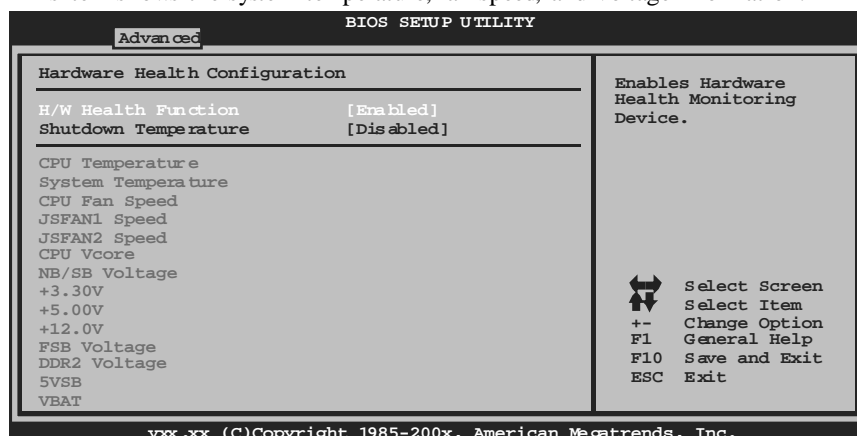 BIOS SETUP UTILITY
Advanced
Hardware Health Configuration
H/W Health Function [Enabled]
Shutdown Temperature [Disabled]
CPU Temperature
System Temperature
CPU Fan Speed
JSFAN1 Speed
JSFAN2 Speed
CPU Vcore
NB/SB Voltage
+3.30V
+5.00V
+12.0V
FSB Voltage
DDR2 Voltage
5VSB
VBAT
Enables Hardware
Health Monitoring
Device.
Select Screen
Select Item
+- Change Option
F1 General Help
F10 Save and Exit
ESC Exit
vxx.xx (C)Copyright 1985-200x, American Megatrends, Inc.